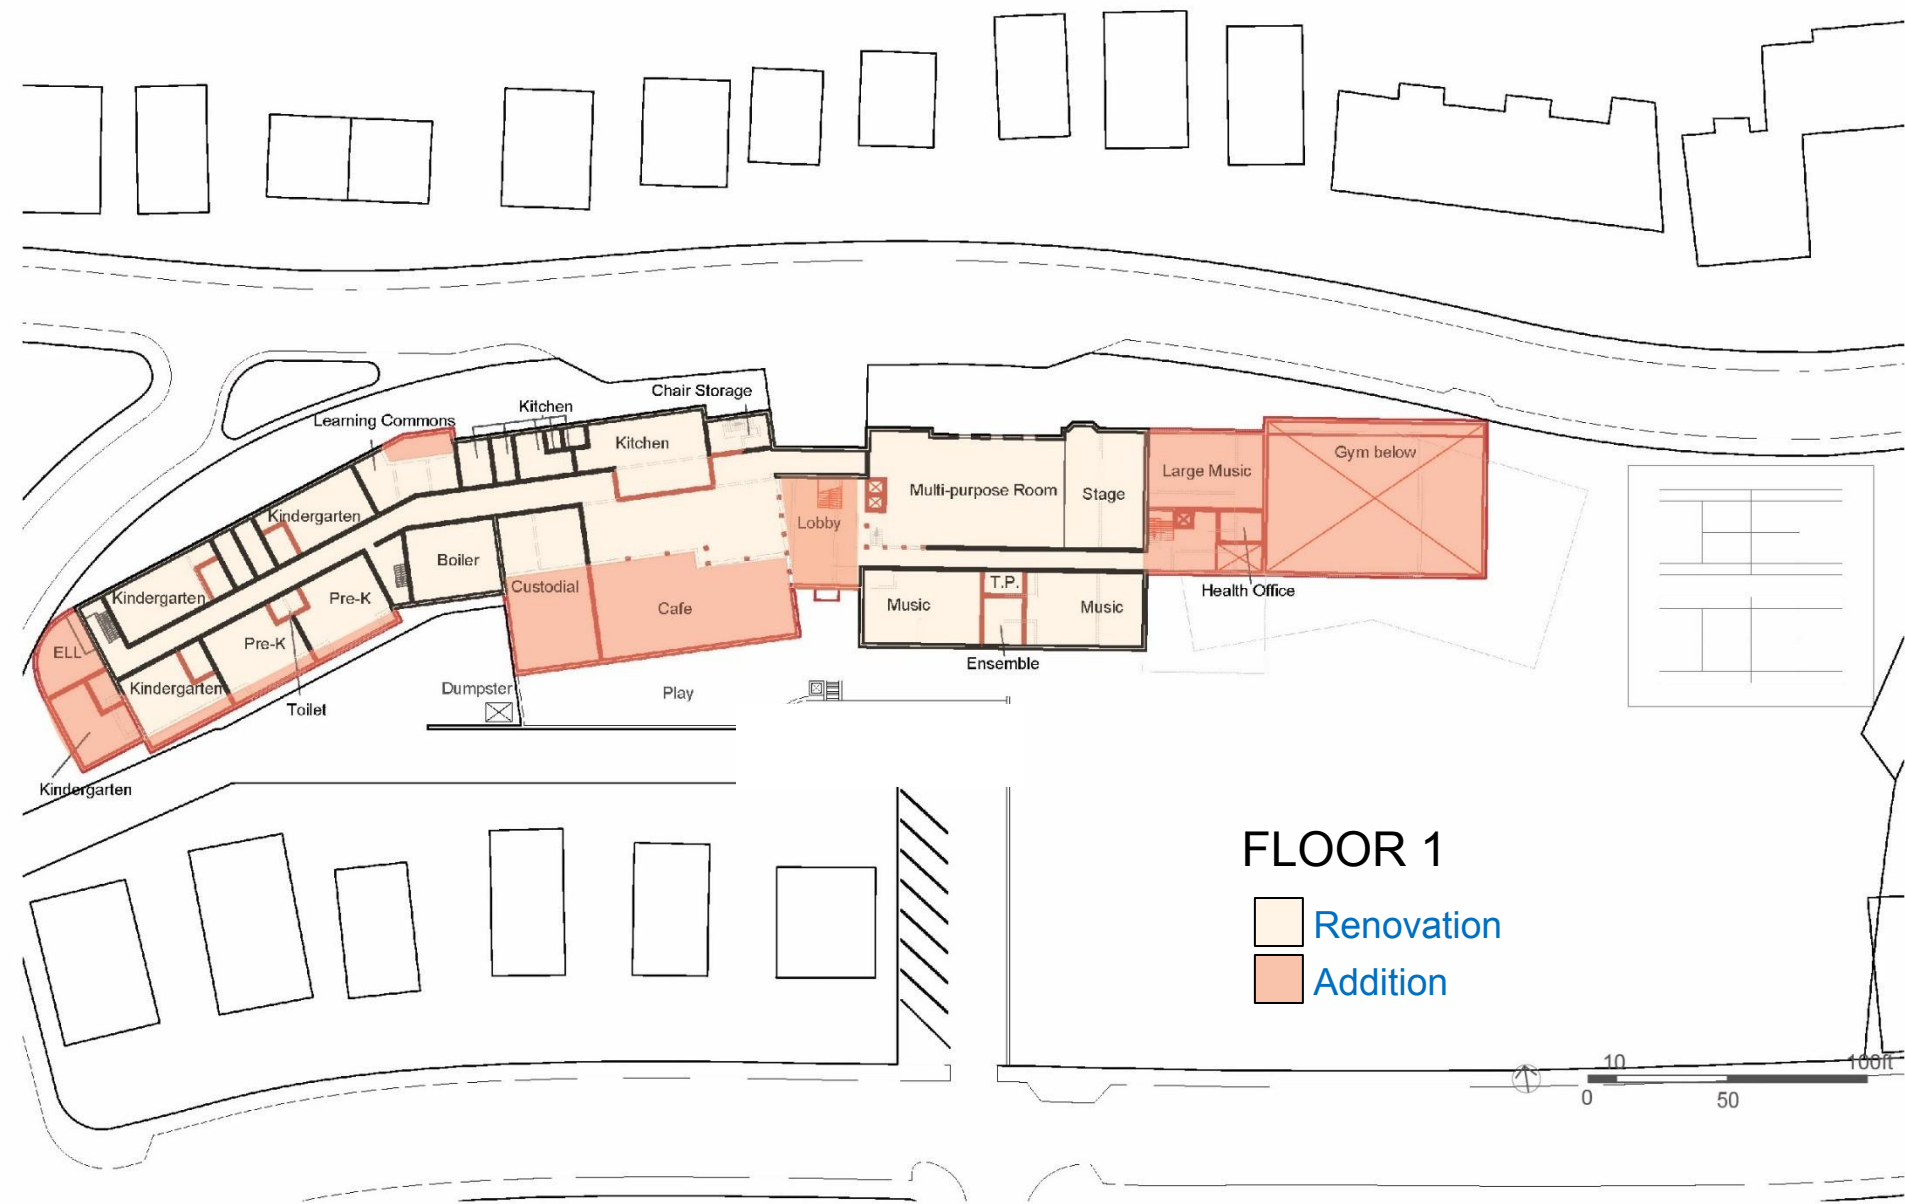 Chair Storage
Kitchen
Learning Commons
Kitchen
Gym below
Large Music
Multi-purpose Room
Stage
Kindergarten
Lobby
Boiler
Custodial
T.P.
Health Office
Kindergarten
Pre-K
Cafe
Music
Music
Pre-K
ELL
Ensemble
Kindergarten
Dumpster
Play
Toilet
Kindergarten
FLOOR 1
Renovation
Addition
10
100ft
0
50